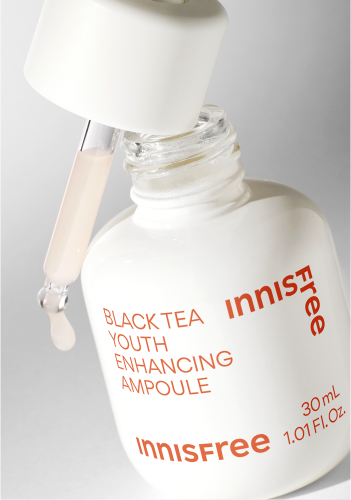 INNISFree
BLACK TEA
YOUTH
ENHANCING
AMPOULE
30 mL
1.01 Fl. Oz.
INNISFree